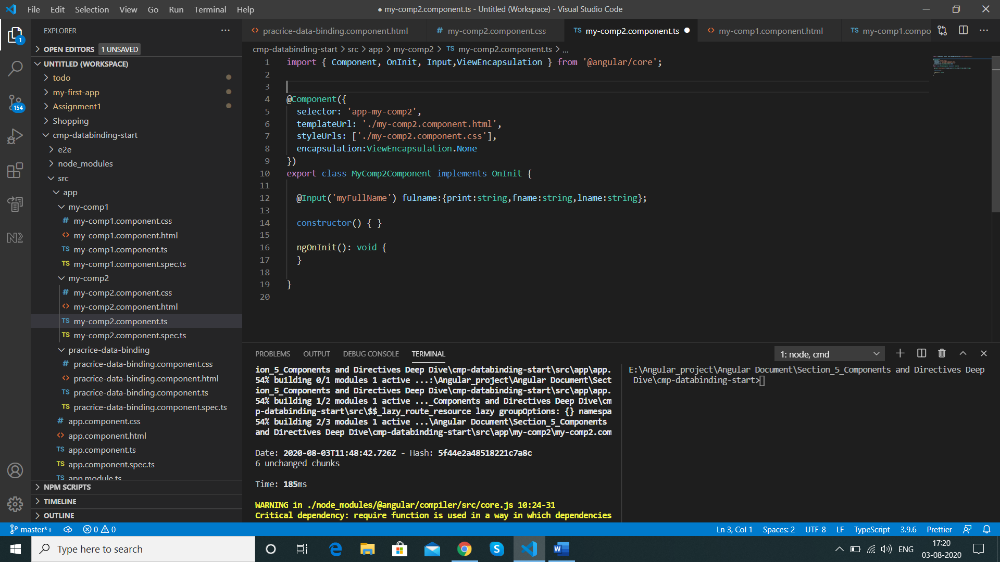 File Edit Selection View Go Run Terminal Help
● my-comp2.component.ts - Untitled (Workspace) - Visual Studio Code
EXPLORER
OPEN EDITORS 1 UNSAVED
UNTITLED (WORKSPACE)
todo
my-first-app
Assignment1
Shopping
cmp-databinding-start
e2e
node_modules
src
app
my-comp1
# my-comp1.component.css
<> my-comp1.component.html
TS my-comp1.component.ts
TS my-comp1.component.spec.ts
my-comp2
# my-comp2.component.css
<> my-comp2.component.html
TS my-comp2.component.ts
TS my-comp2.component.spec.ts
pracrice-data-binding
# pracrice-data-binding.component.css
<> pracrice-data-binding.component.html
TS pracrice-data-binding.component.ts
TS pracrice-data-binding.component.spec.ts
# app.component.css
<> app.component.html
TS app.component.ts
TS app.component.spec.ts
TS app.module.ts
NPM SCRIPTS
TIMELINE
OUTLINE
1
154
N
<> pracrice-data-binding.component.html # my-comp2.component.css TS my-comp2.component.ts ● <> my-comp1.component.html TS my-comp1.compo
cmp-databinding-start > src > app > my-comp2 > TS my-comp2.component.ts > ...
1 import { Component, OnInit, Input,ViewEncapsulation } from '@angular/core';
2
3
4 @Component({
5 selector: 'app-my-comp2',
6 templateUrl: './my-comp2.component.html',
7 styleUrls: ['./my-comp2.component.css'],
8 encapsulation:ViewEncapsulation.None
9 })
10 export class MyComp2Component implements OnInit {
11
12 @Input('myFullName') fulname:{print:string,fname:string,lname:string};
13
14 constructor() { }
15
16 ngOnInit(): void {
17 }
18
19 }
20
PROBLEMS OUTPUT DEBUG CONSOLE TERMINAL
1: node, cmd
ion_5_Components and Directives Deep Dive\cmp-databinding-start\src\app\app.
54% building 0/1 modules 1 active ...:\Angular_project\Angular Document\Sect
ion_5_Components and Directives Deep Dive\cmp-databinding-start\src\app\app.
54% building 1/2 modules 1 active ..._Components and Directives Deep Dive\cm
p-databinding-start\src\$$_lazy_route_resource lazy groupOptions: {} namespa
54% building 2/3 modules 1 active ...\Angular Document\Section_5_Components
and Directives Deep Dive\cmp-databinding-start\src\app\my-comp2\my-comp2.com
Date: 2020-08-03T11:48:42.726Z - Hash: 5f44e2a48518221c7a8c
6 unchanged chunks
Time: 185ms
WARNING in ./node_modules/@angular/compiler/src/core.js 10:24-31
Critical dependency: require function is used in a way in which dependencies
E:\Angular_project\Angular Document\Section_5_Components and Directives Deep
Dive\cmp-databinding-start>
master*+ 0 0
Ln 3, Col 1 Spaces: 2 UTF-8 LF TypeScript 3.9.6 Prettier
Type here to search
ENG
17:20
03-08-2020